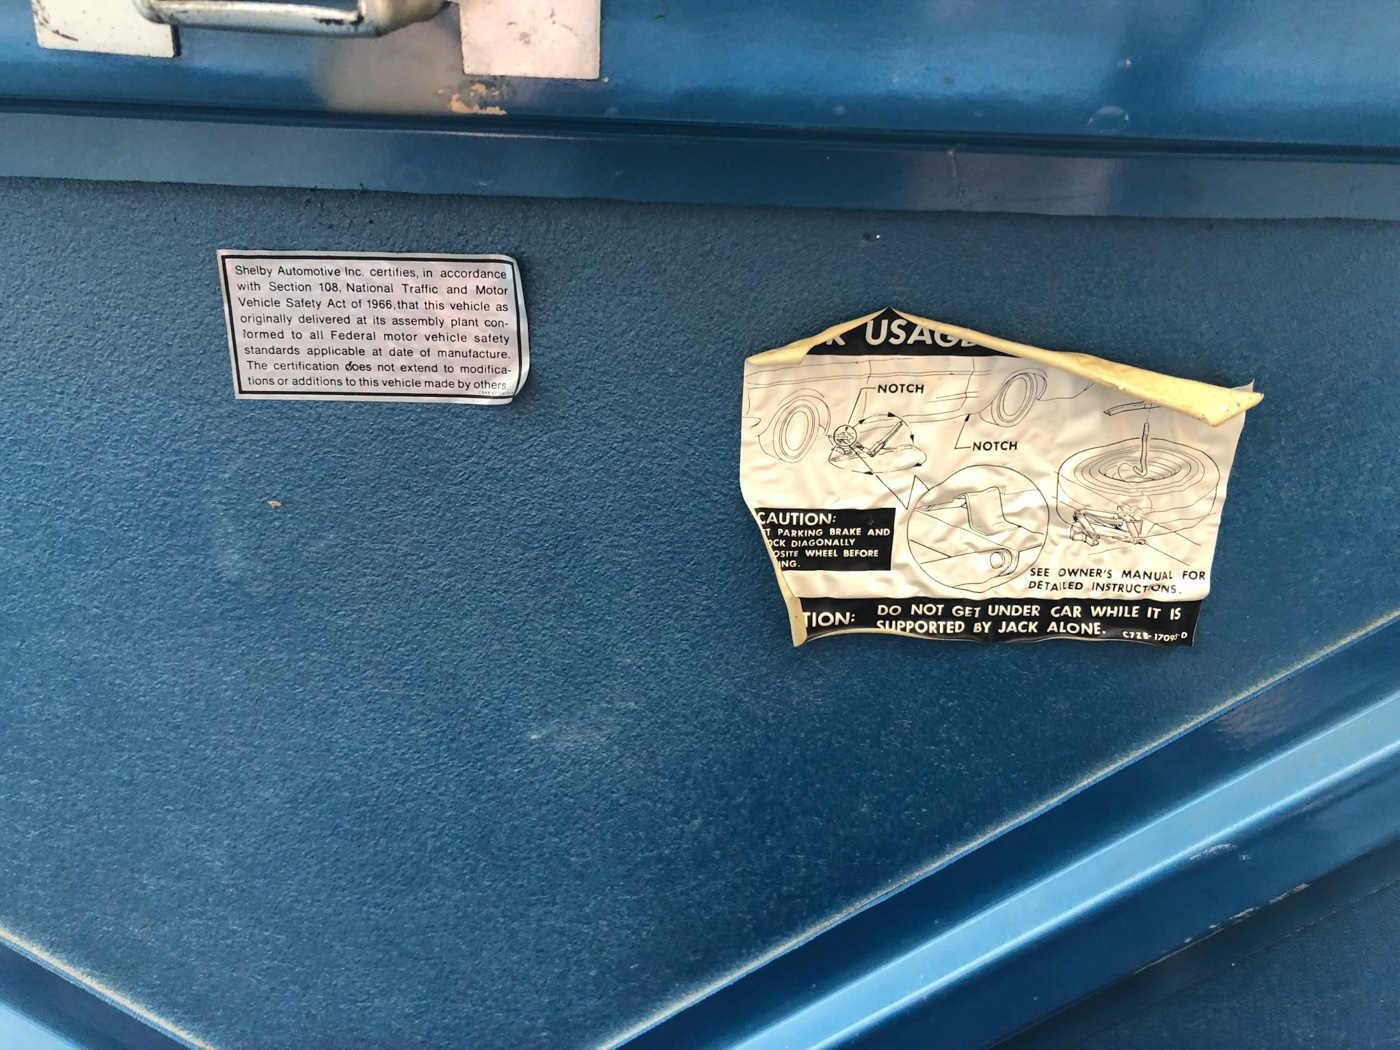 Shelby Automotive Inc. certifies, in accordance
with Section 108, National Traffic and Motor
Vehicle Safety Act of 1966, that this vehicle as
originally delivered at its assembly plant con-
formed to all Federal motor vehicle safety
standards applicable at date of manufacture.
The certification does not extend to modifica-
tions or additions to this vehicle made by others.
K USAGE
NOTCH
NOTCH
CAUTION:
T PARKING BRAKE AND
OCK DIAGONALLY
OSITE WHEEL BEFORE
ING.
SEE OWNER'S MANUAL FOR
DETAILED INSTRUCTIONS.
TION: DO NOT GET UNDER CAR WHILE IT IS
SUPPORTED BY JACK ALONE.